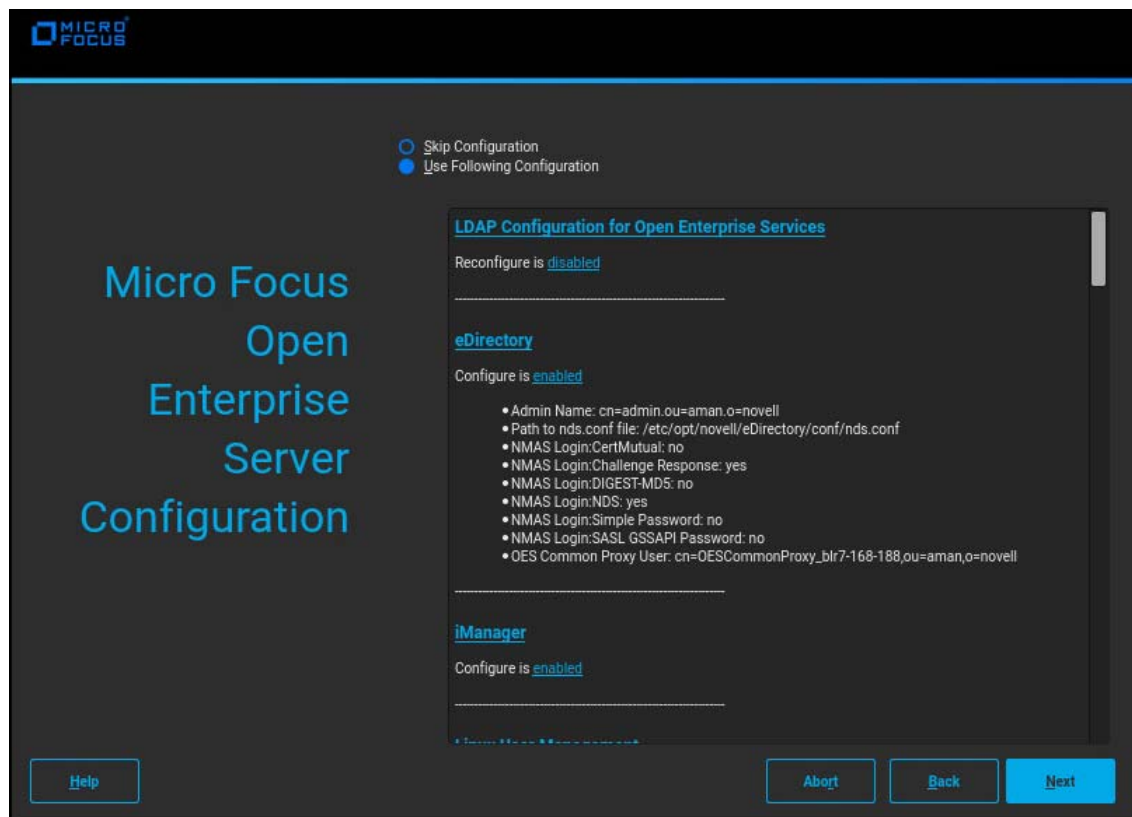 MICRO
FOCUS
Skip Configuration
Use Following Configuration
Micro Focus
Open
Enterprise
Server
Configuration
LDAP Configuration for Open Enterprise Services
Reconfigure is disabled
eDirectory
Configure is enabled
•Admin Name: cn=admin.ou=aman.o=novell
•Path to nds.conf file: /etc/opt/novell/eDirectory/conf/nds.conf
•NMAS Login:CertMutual: no
•NMAS Login:Challenge Response: yes
•NMAS Login:DIGEST-MD5: no
•NMAS Login:NDS: yes
•NMAS Login:Simple Password: no
•NMAS Login:SASL GSSAPI Password: no
•OES Common Proxy User: cn=OESCommonProxy_blr7-168-188,ou=aman,o=novell
iManager
Configure is enabled
Linux User Management
Help
Abort
Back
Next